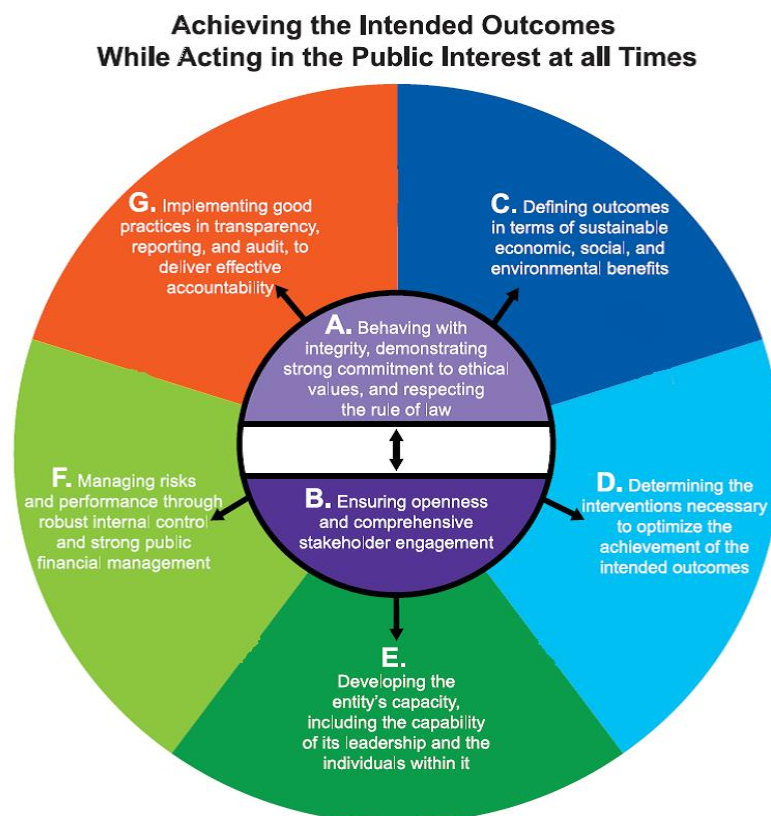 Achieving the Intended Outcomes
While Acting in the Public Interest at all Times
G. Implementing good
practices in transparency,
reporting, and audit, to
deliver effective
accountability
C. Defining outcomes
in terms of sustainable
economic, social, and
environmental benefits
A. Behaving with
integrity, demonstrating
strong commitment to ethical
values, and respecting
the rule of law
B. Ensuring openness
and comprehensive
stakeholder engagement
F. Managing risks
and performance through
robust internal control
and strong public
financial management
D. Determining the
interventions necessary
to optimize the
achievement of the
intended outcomes
E.
Developing the
entity's capacity,
including the capability
of its leadership and the
individuals within it